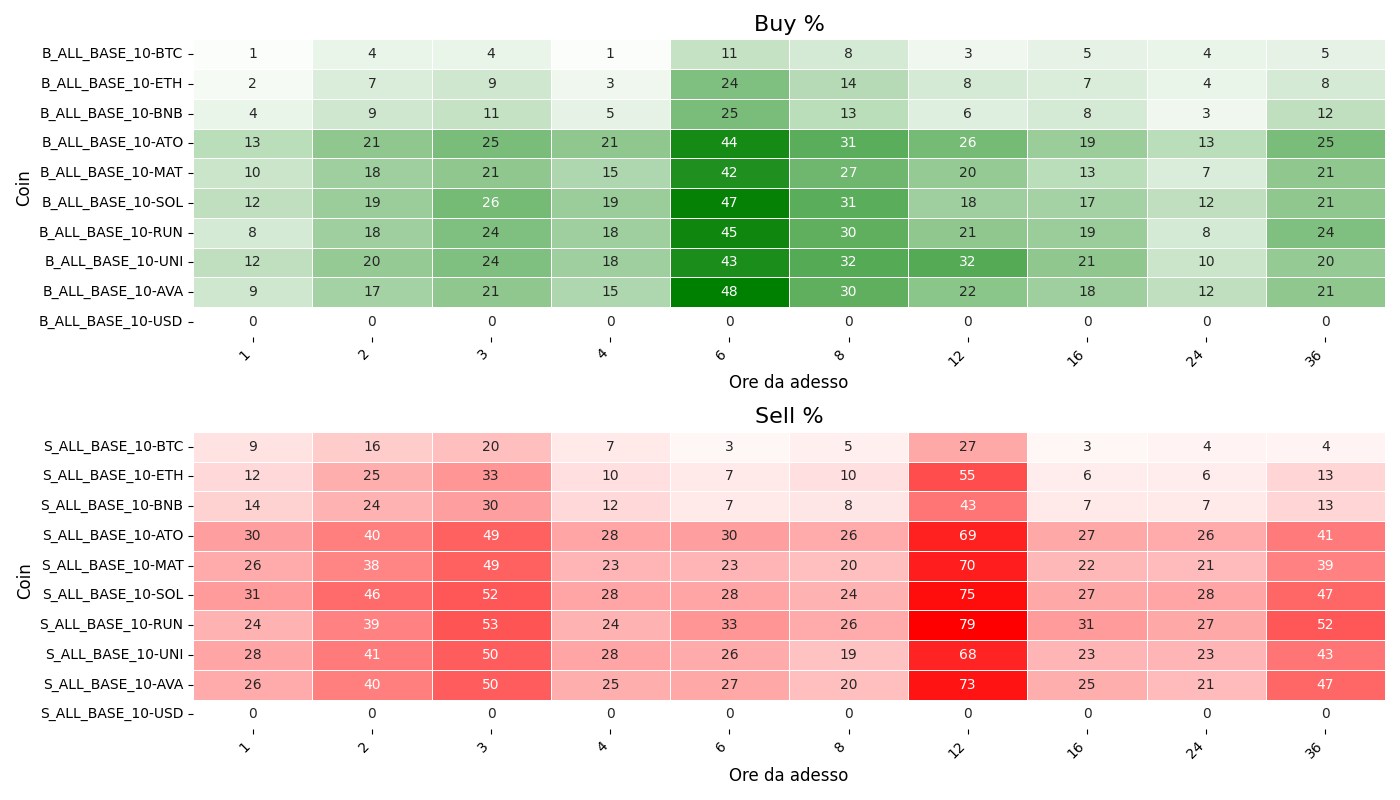 Buy %
Coin
B_ALL_BASE_10-BTC 1 4 4 1 11 8 3 5 4 5
B_ALL_BASE_10-ETH 2 7 9 3 24 14 8 7 4 8
B_ALL_BASE_10-BNB 4 9 11 5 25 13 6 8 3 12
B_ALL_BASE_10-ATO 13 21 25 21 44 31 26 19 13 25
B_ALL_BASE_10-MAT 10 18 21 15 42 27 20 13 7 21
B_ALL_BASE_10-SOL 12 19 26 19 47 31 18 17 12 21
B_ALL_BASE_10-RUN 8 18 24 18 45 30 21 19 8 24
B_ALL_BASE_10-UNI 12 20 24 18 43 32 32 21 10 20
B_ALL_BASE_10-AVA 9 17 21 15 48 30 22 18 12 21
B_ALL_BASE_10-USD 0 0 0 0 0 0 0 0 0 0
1 2 3 4 6 8 12 16 24 36
Ore da adesso
Sell %
Coin
S_ALL_BASE_10-BTC 9 16 20 7 3 5 27 3 4 4
S_ALL_BASE_10-ETH 12 25 33 10 7 10 55 6 6 13
S_ALL_BASE_10-BNB 14 24 30 12 7 8 43 7 7 13
S_ALL_BASE_10-ATO 30 40 49 28 30 26 69 27 26 41
S_ALL_BASE_10-MAT 26 38 49 23 23 20 70 22 21 39
S_ALL_BASE_10-SOL 31 46 52 28 28 24 75 27 28 47
S_ALL_BASE_10-RUN 24 39 53 24 33 26 79 31 27 52
S_ALL_BASE_10-UNI 28 41 50 28 26 19 68 23 23 43
S_ALL_BASE_10-AVA 26 40 50 25 27 20 73 25 21 47
S_ALL_BASE_10-USD 0 0 0 0 0 0 0 0 0 0
1 2 3 4 6 8 12 16 24 36
Ore da adesso